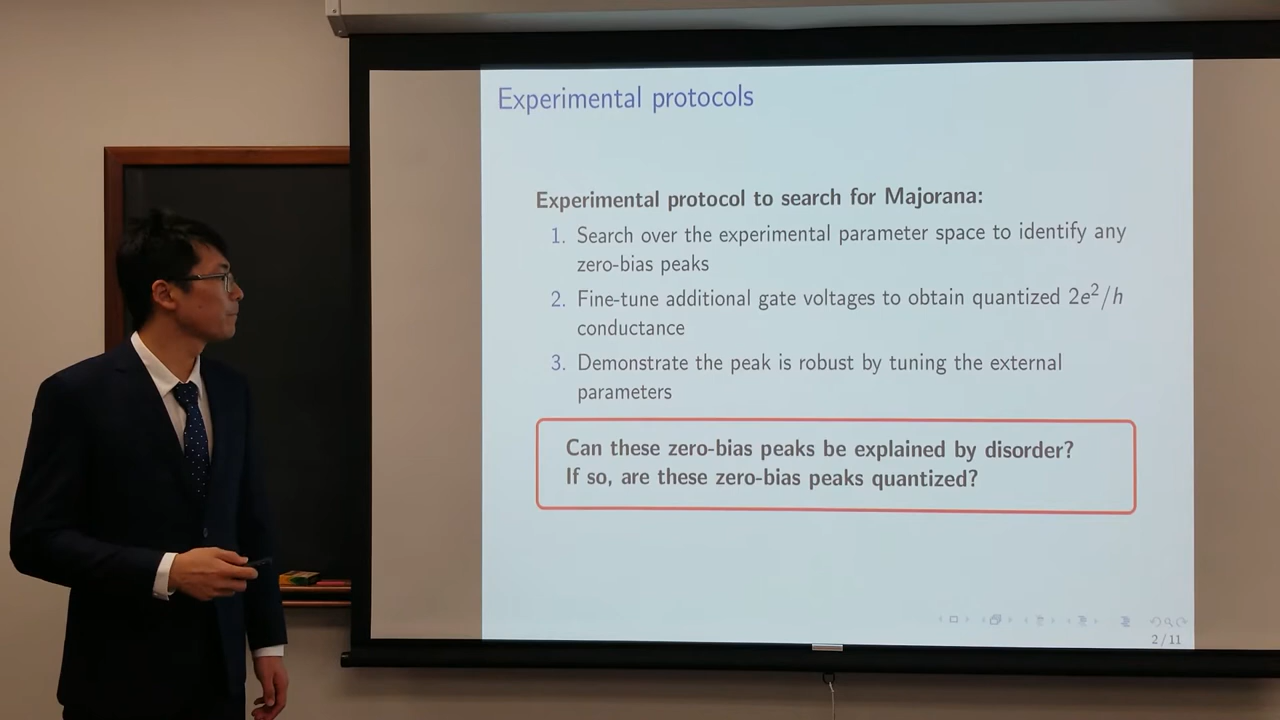 Experimental protocols
Experimental protocol to search for Majorana:
1. Search over the experimental parameter space to identify any
zero-bias peaks
2. Fine-tune additional gate voltages to obtain quantized 2e²/h
conductance
3. Demonstrate the peak is robust by tuning the external
parameters
Can these zero-bias peaks be explained by disorder?
If so, are these zero-bias peaks quantized?
2/11